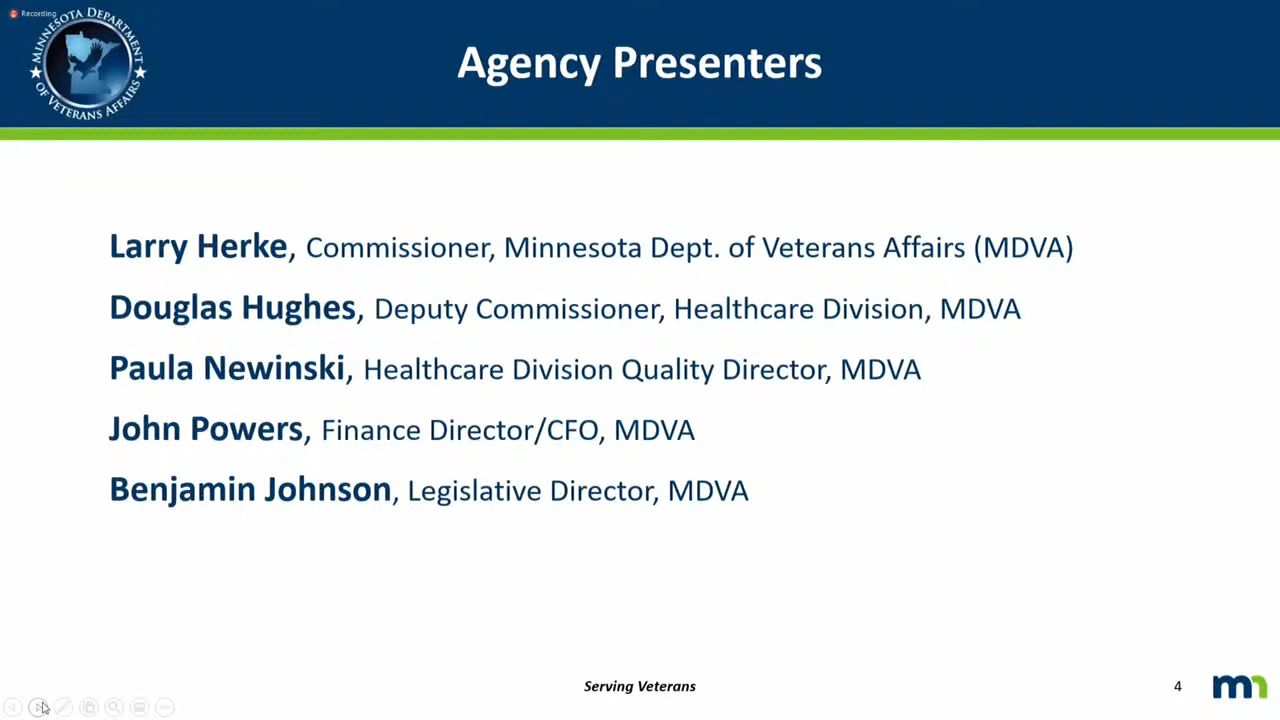 Recording
MINNESOTA DEPARTMENT
OF VETERANS AFFAIRS
Agency Presenters
Larry Herke, Commissioner, Minnesota Dept. of Veterans Affairs (MDVA)
Douglas Hughes, Deputy Commissioner, Healthcare Division, MDVA
Paula Newinski, Healthcare Division Quality Director, MDVA
John Powers, Finance Director/CFO, MDVA
Benjamin Johnson, Legislative Director, MDVA
Serving Veterans
4
mn